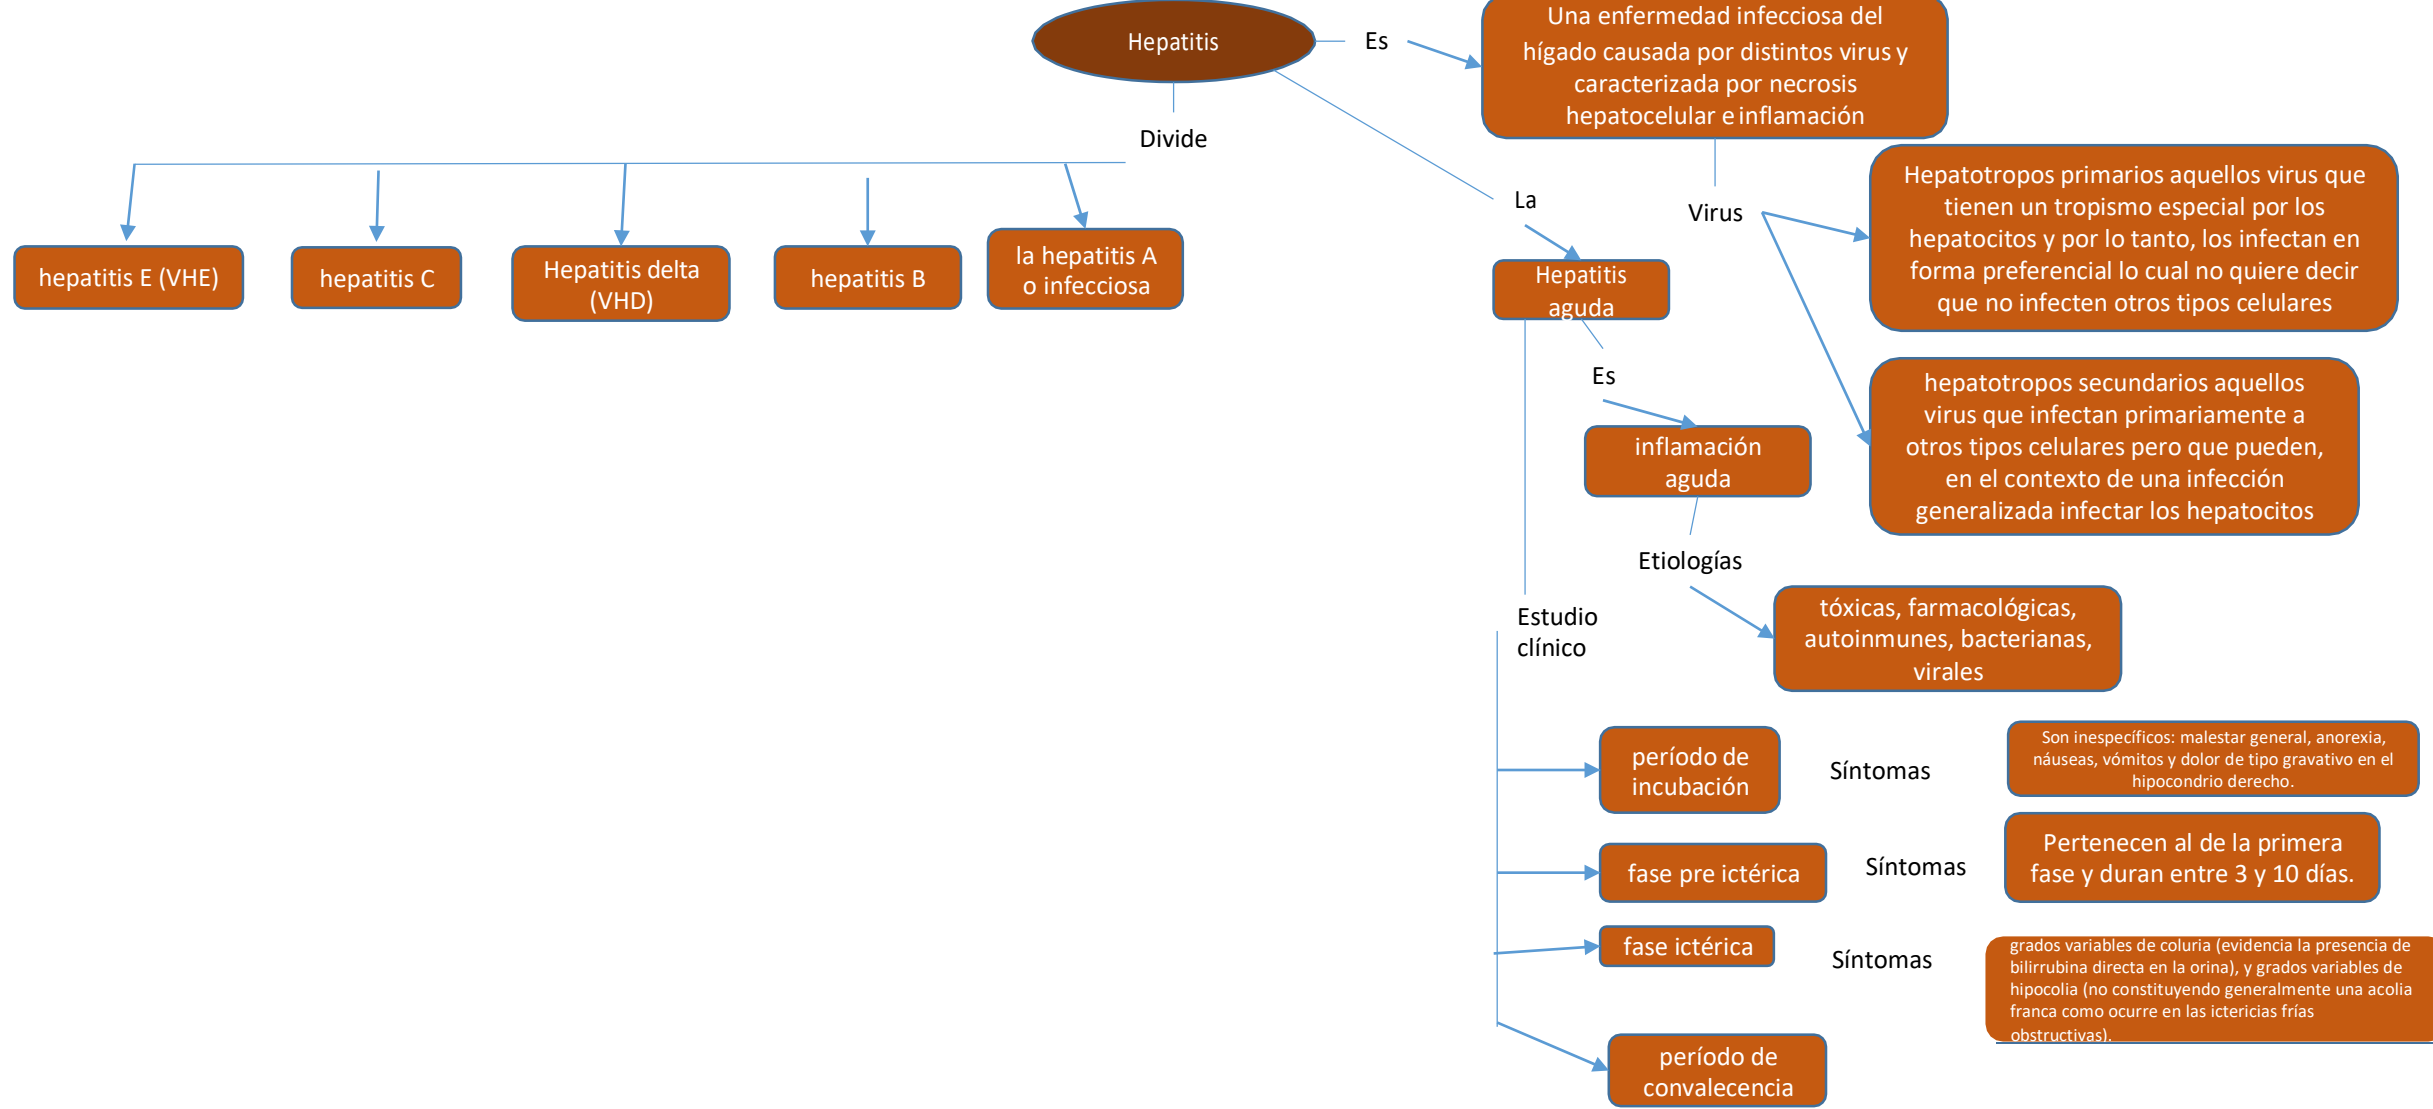 Hepatitis
Es
Una enfermedad infecciosa del
hígado causada por distintos virus y
caracterizada por necrosis
hepatocelular e inflamación
Divide
hepatitis E (VHE)
hepatitis C
Hepatitis delta
(VHD)
hepatitis B
la hepatitis A
o infecciosa
La
Virus
Hepatotropos primarios aquellos virus que
tienen un tropismo especial por los
hepatocitos y por lo tanto, los infectan en
forma preferencial lo cual no quiere decir
que no infecten otros tipos celulares
Hepatitis
aguda
Es
hepatotropos secundarios aquellos
virus que infectan primariamente a
otros tipos celulares pero que pueden,
en el contexto de una infección
generalizada infectar los hepatocitos
inflamación
aguda
Etiologías
tóxicas, farmacológicas,
autoinmunes, bacterianas,
virales
Estudio
clínico
período de
incubación
Síntomas
Son inespecíficos: malestar general, anorexia,
náuseas, vómitos y dolor de tipo gravativo en el
hipocondrio derecho.
fase pre ictérica
Síntomas
Pertenecen al de la primera
fase y duran entre 3 y 10 días.
fase ictérica
Síntomas
grados variables de coluria (evidencia la presencia de
bilirrubina directa en la orina), y grados variables de
hipocolia (no constituyendo generalmente una acolia
franca como ocurre en las ictericias frías
obstructivas).
período de
convalecencia